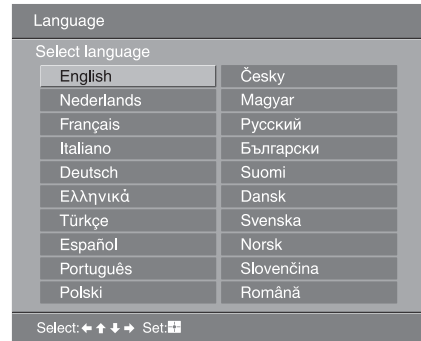 Language
Select language
English
Nederlands
Français
Italiano
Deutsch
Ελληνικά
Türkçe
Español
Português
Polski
Česky
Magyar
Русский
Български
Suomi
Dansk
Svenska
Norsk
Slovenčina
Română
Select: ← ↑ ↓ → Set: